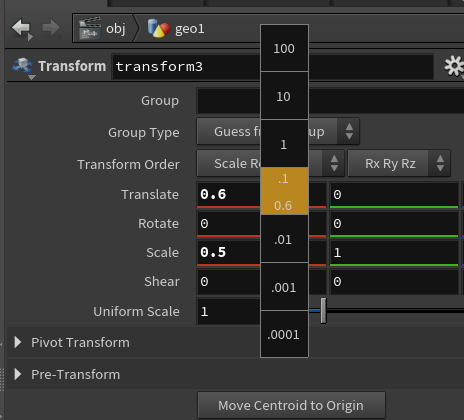 obj geo1
Transform transform3
Group
Group Type Guess fr up
Transform Order Scale Ro Rx Ry Rz
Translate 0.6 0
Rotate 0 0
Scale 0.5 1
Shear 0 0
Uniform Scale 1
Pivot Transform
Pre-Transform
Move Centroid to Origin
100
10
1
.1
0.6
.01
.001
.0001